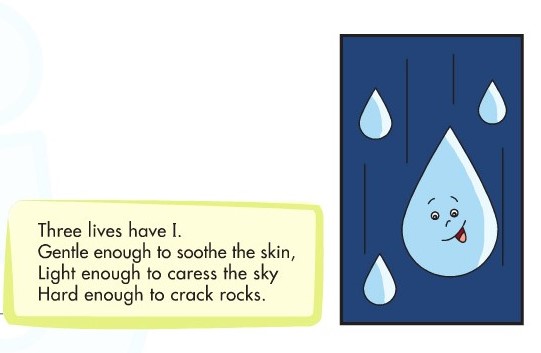 Three lives have I.
Gentle enough to soothe the skin,
Light enough to caress the sky
Hard enough to crack rocks.